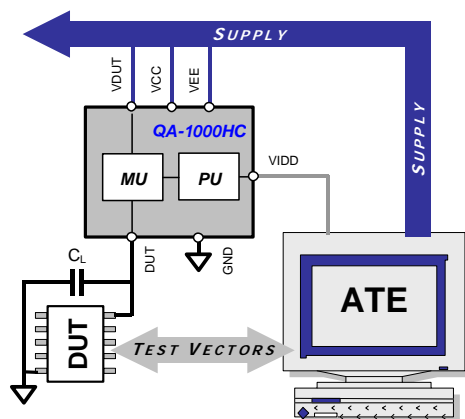 SUPPLY
VDUT
VCC
VEE
QA-1000HC
MU
PU
VIDD
SUPPLY
DUT
GND
CL
ATE
DUT
TEST VECTORS